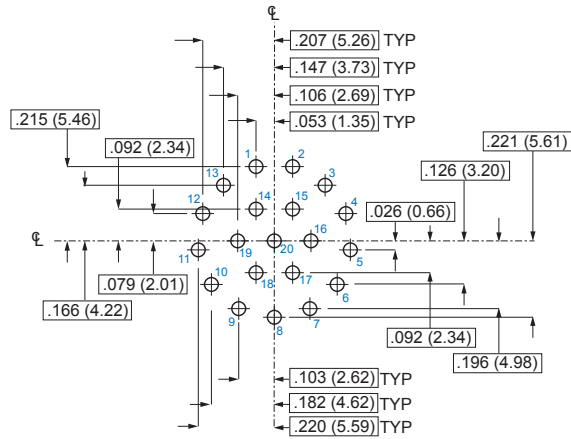 ℄
.207 (5.26) TYP
.147 (3.73) TYP
.106 (2.69) TYP
.215 (5.46)
.053 (1.35) TYP
.092 (2.34)
.221 (5.61)
.126 (3.20)
1 2
13 3
14 15
12 4
.026 (0.66)
16
℄
19 20
11 5
18 17
.079 (2.01)
10 6
.166 (4.22)
9 8 7
.092 (2.34)
.196 (4.98)
.103 (2.62) TYP
.182 (4.62) TYP
.220 (5.59) TYP